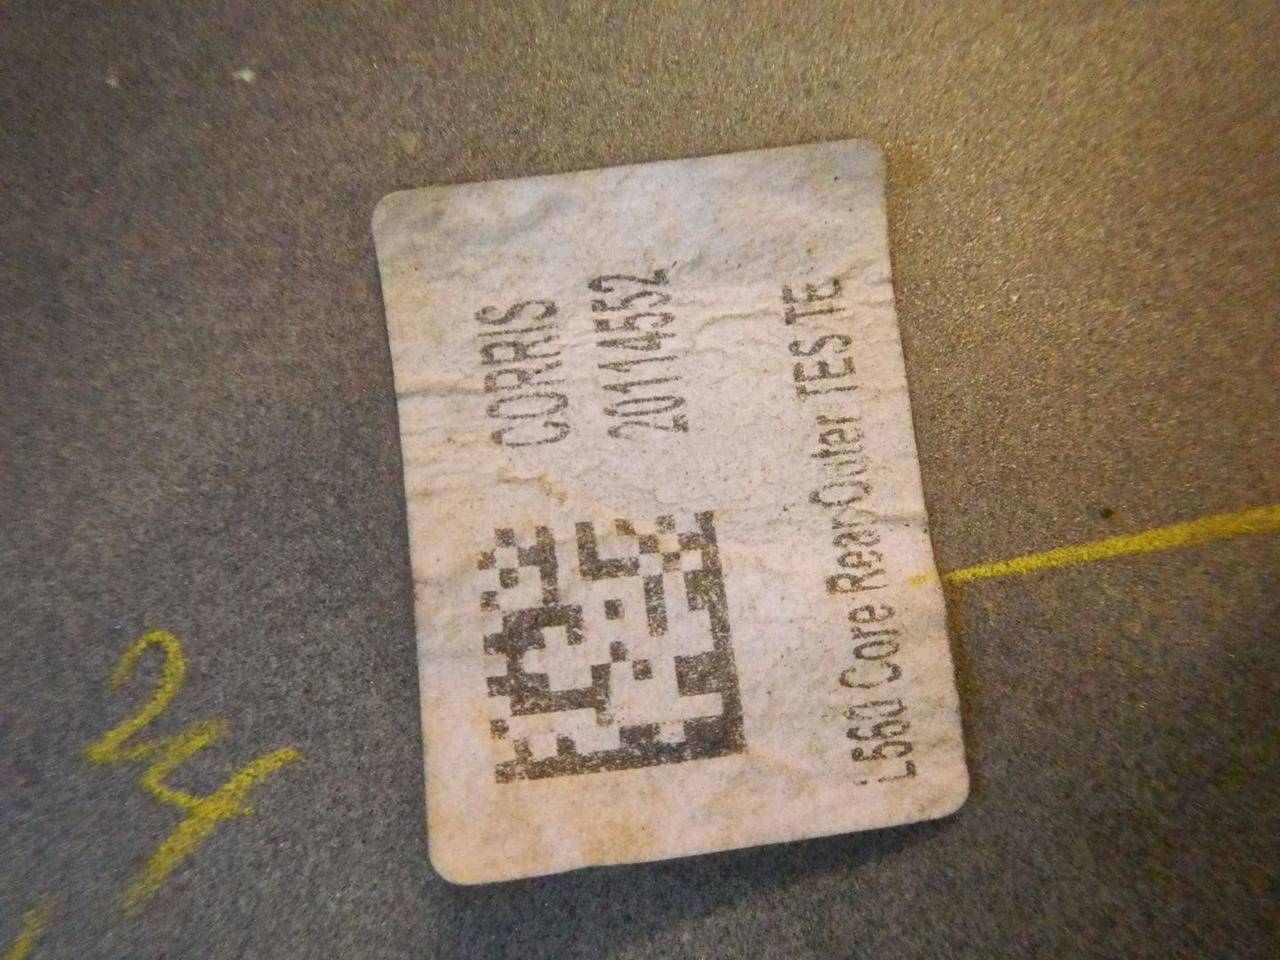 CORRIS
20114552
L560 Core Rear Outer TES TE
24